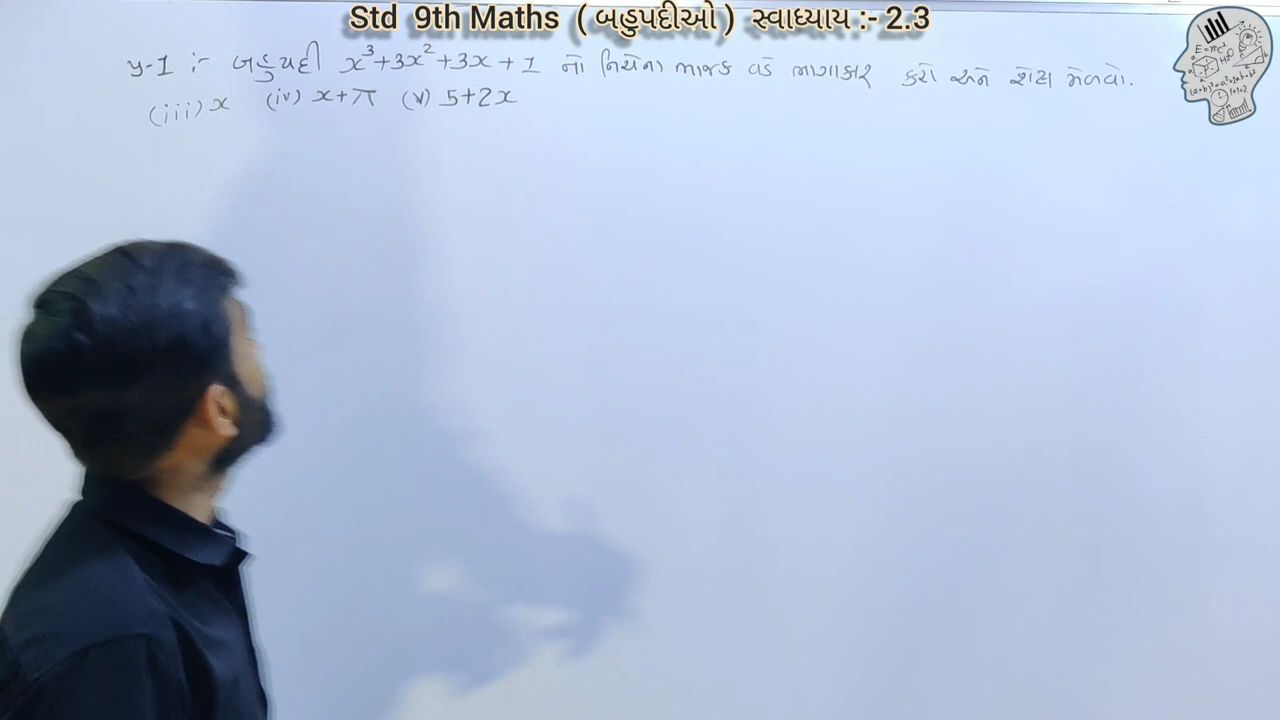 Std 9th Maths ( બહુપદીઓ ) સ્વાધ્યાય :- 2.3
પ્ર-1 :- બહુપદી x³+3x²+3x+1 નો નિચેના ભાજક વડે ભાગાકાર કરો અને શેષ મેળવો.
(iii) x (iv) x+π (v) 5+2x
E=mc²